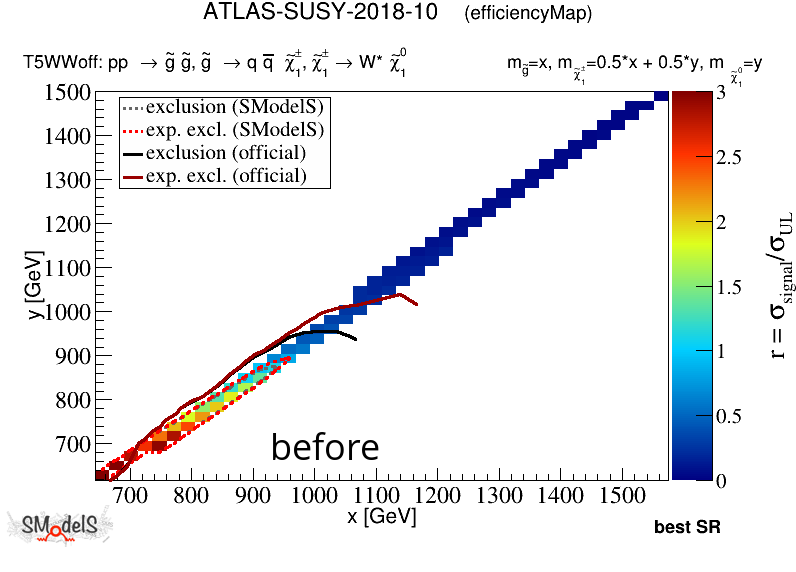 ATLAS-SUSY-2018-10 (efficiencyMap)
T5WWoff: pp → g̃ g̃, g̃ → q q̅ χ̃₁±, χ̃₁± → W* χ̃₁⁰ m_g̃=x, m_χ̃₁±=0.5*x + 0.5*y, m_χ̃₁⁰=y
exclusion (SModelS)
exp. excl. (SModelS)
exclusion (official)
exp. excl. (official)
1500
1400
1300
1200
1100
1000
900
800
700
y [GeV]
before
700 800 900 1000 1100 1200 1300 1400 1500
x [GeV]
3
2.5
2
1.5
1
0.5
0
r = σ_signal/σ_UL
SModelS
best SR